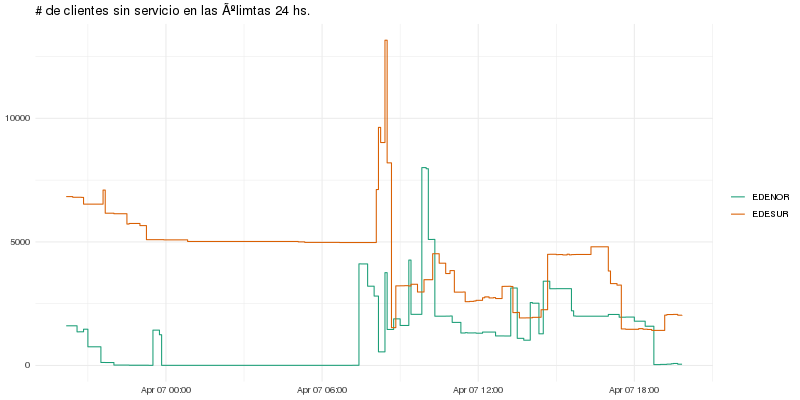 # de clientes sin servicio en las Ãºlimtas 24 hs.
10000
5000
0
Apr 07 00:00
Apr 07 06:00
Apr 07 12:00
Apr 07 18:00
EDENOR
EDESUR